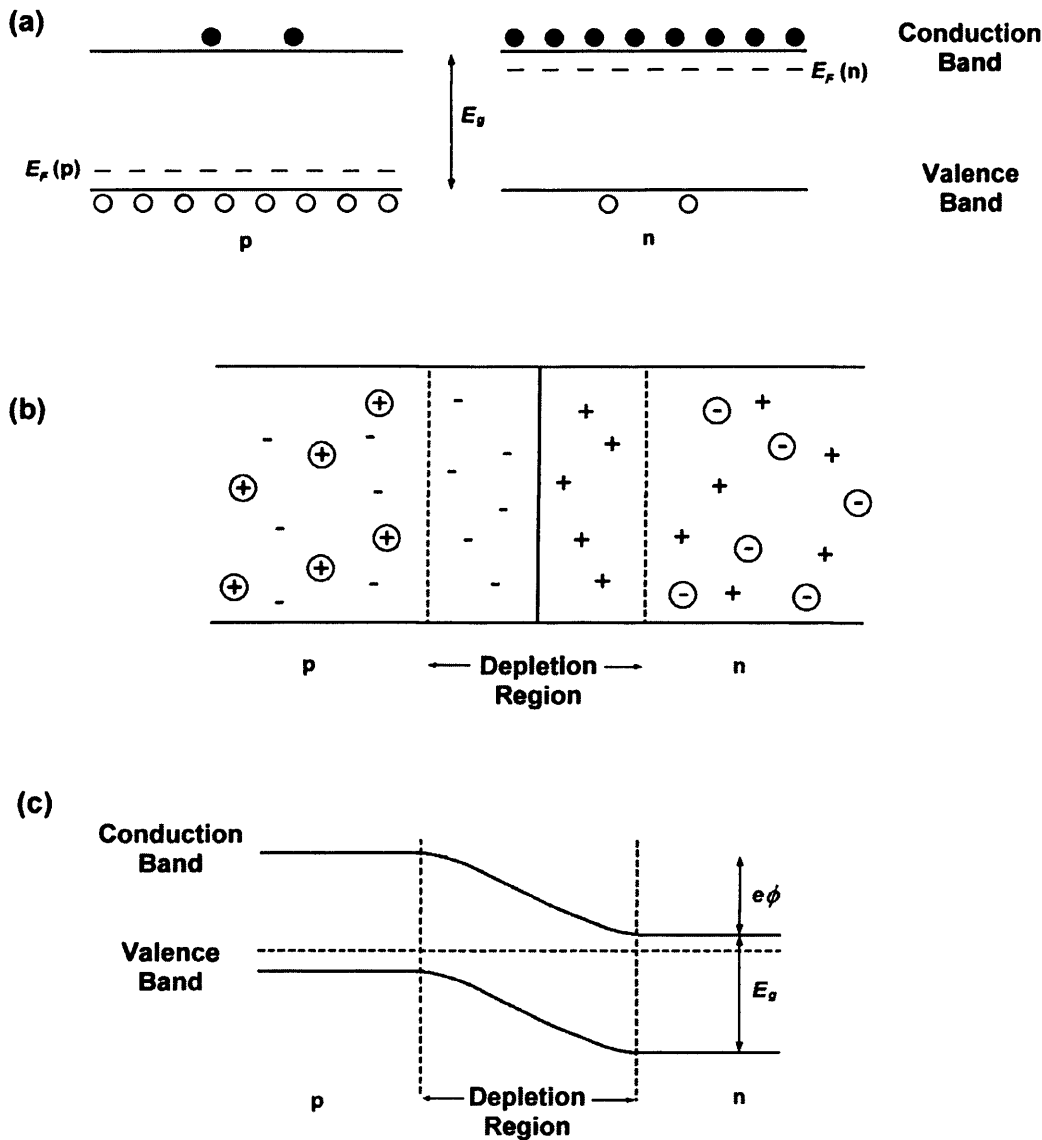 (a)
Conduction
Band
E_F (n)
E_g
E_F (p)
Valence
Band
p
n
(b)
+ - + - + + - - + - + - + -
- - - - - - -
+ + + + + +
- + - + + - + - + - + -
p
Depletion
Region
n
(c)
Conduction
Band
eϕ
Valence
Band
E_g
p
Depletion
Region
n